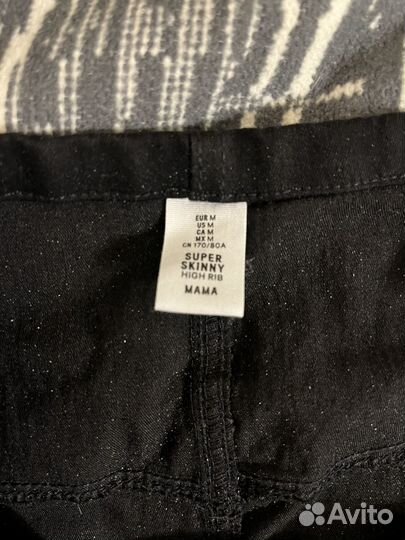 EUR M
US M
CA M
MX M
CN 170/80A
SUPER
SKINNY
HIGH RIB
MAMA
Avito